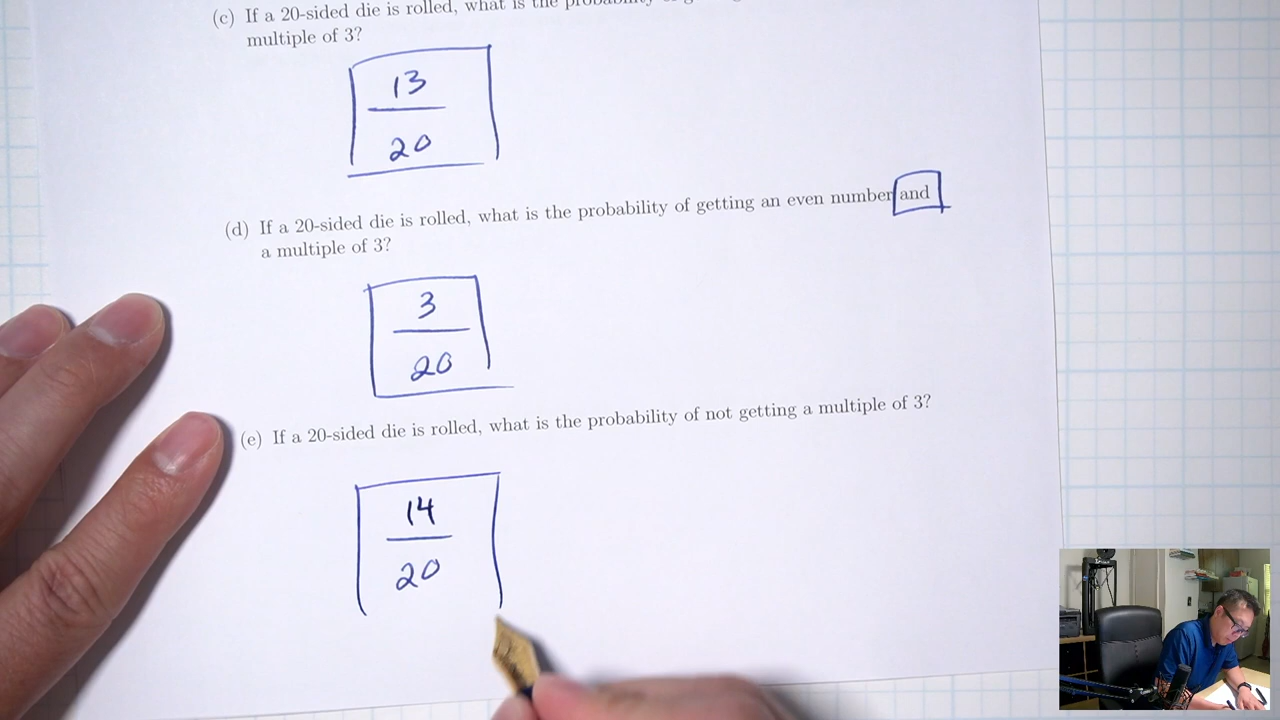 (c) If a 20-sided die is rolled, what is the probability
multiple of 3?
13
20
(d) If a 20-sided die is rolled, what is the probability of getting an even number and
a multiple of 3?
3
20
(e) If a 20-sided die is rolled, what is the probability of not getting a multiple of 3?
14
20